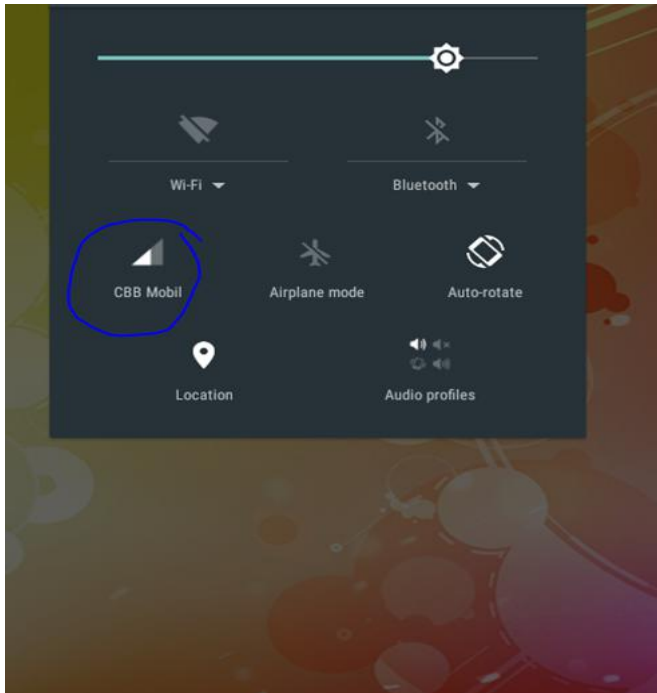 Wi-Fi
Bluetooth
CBB Mobil
Airplane mode
Auto-rotate
Location
Audio profiles